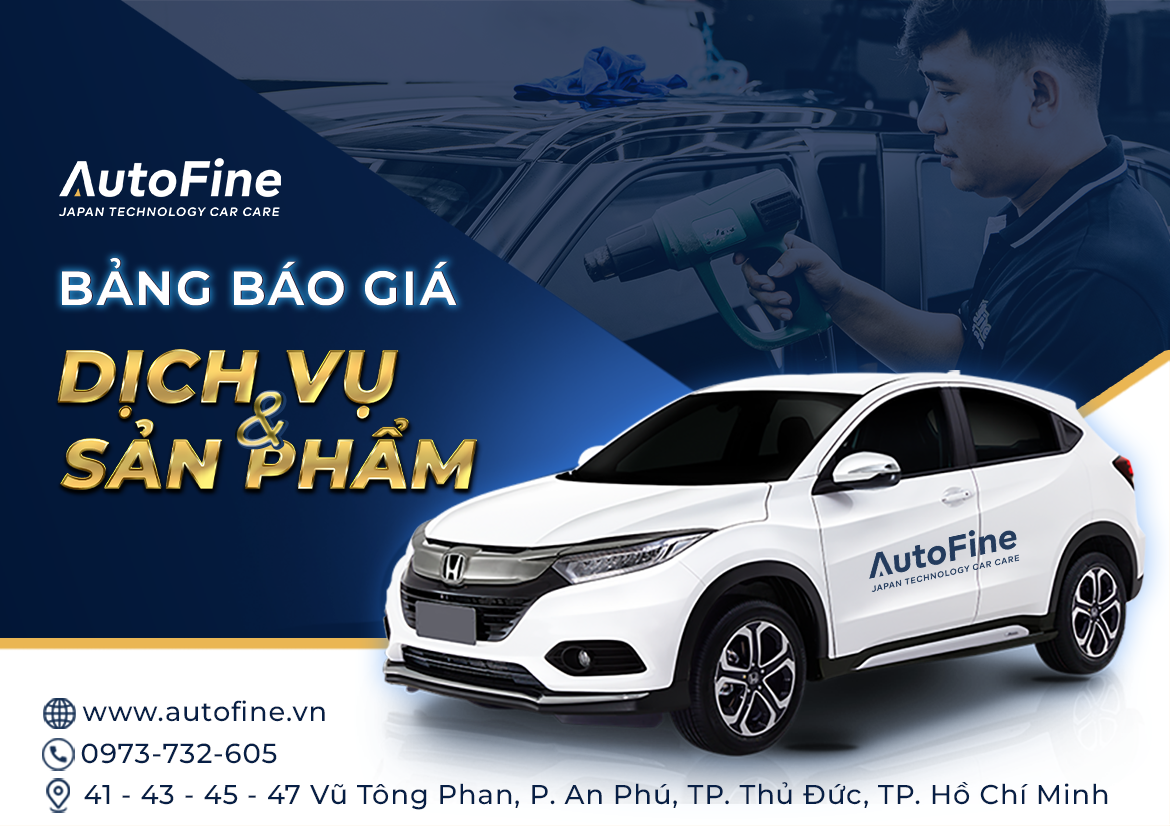 AutoFine
JAPAN TECHNOLOGY CAR CARE
BẢNG BÁO GIÁ
DỊCH VỤ
&
SẢN PHẨM
AutoFine
JAPAN TECHNOLOGY CAR CARE
www.autofine.vn
0973-732-605
41 - 43 - 45 - 47 Vũ Tông Phan, P. An Phú, TP. Thủ Đức, TP. Hồ Chí Minh